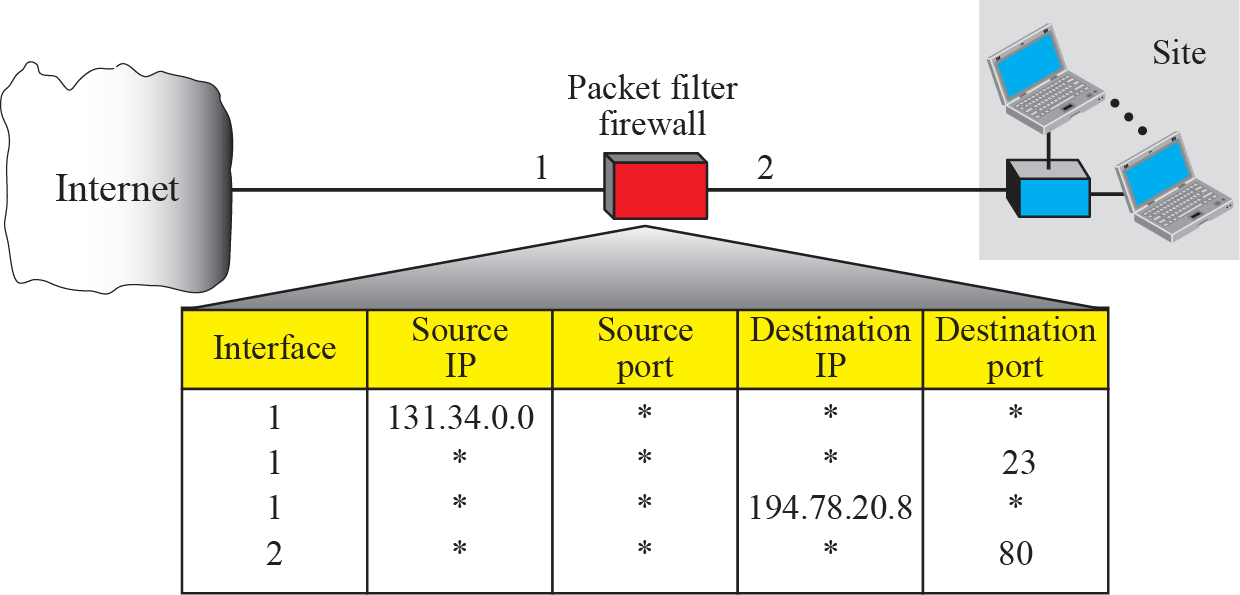 Site
Packet filter
firewall
Internet
1
2
Interface Source IP Source port Destination IP Destination port
1 131.34.0.0 * * *
1 * * * 23
1 * * 194.78.20.8 *
2 * * * 80